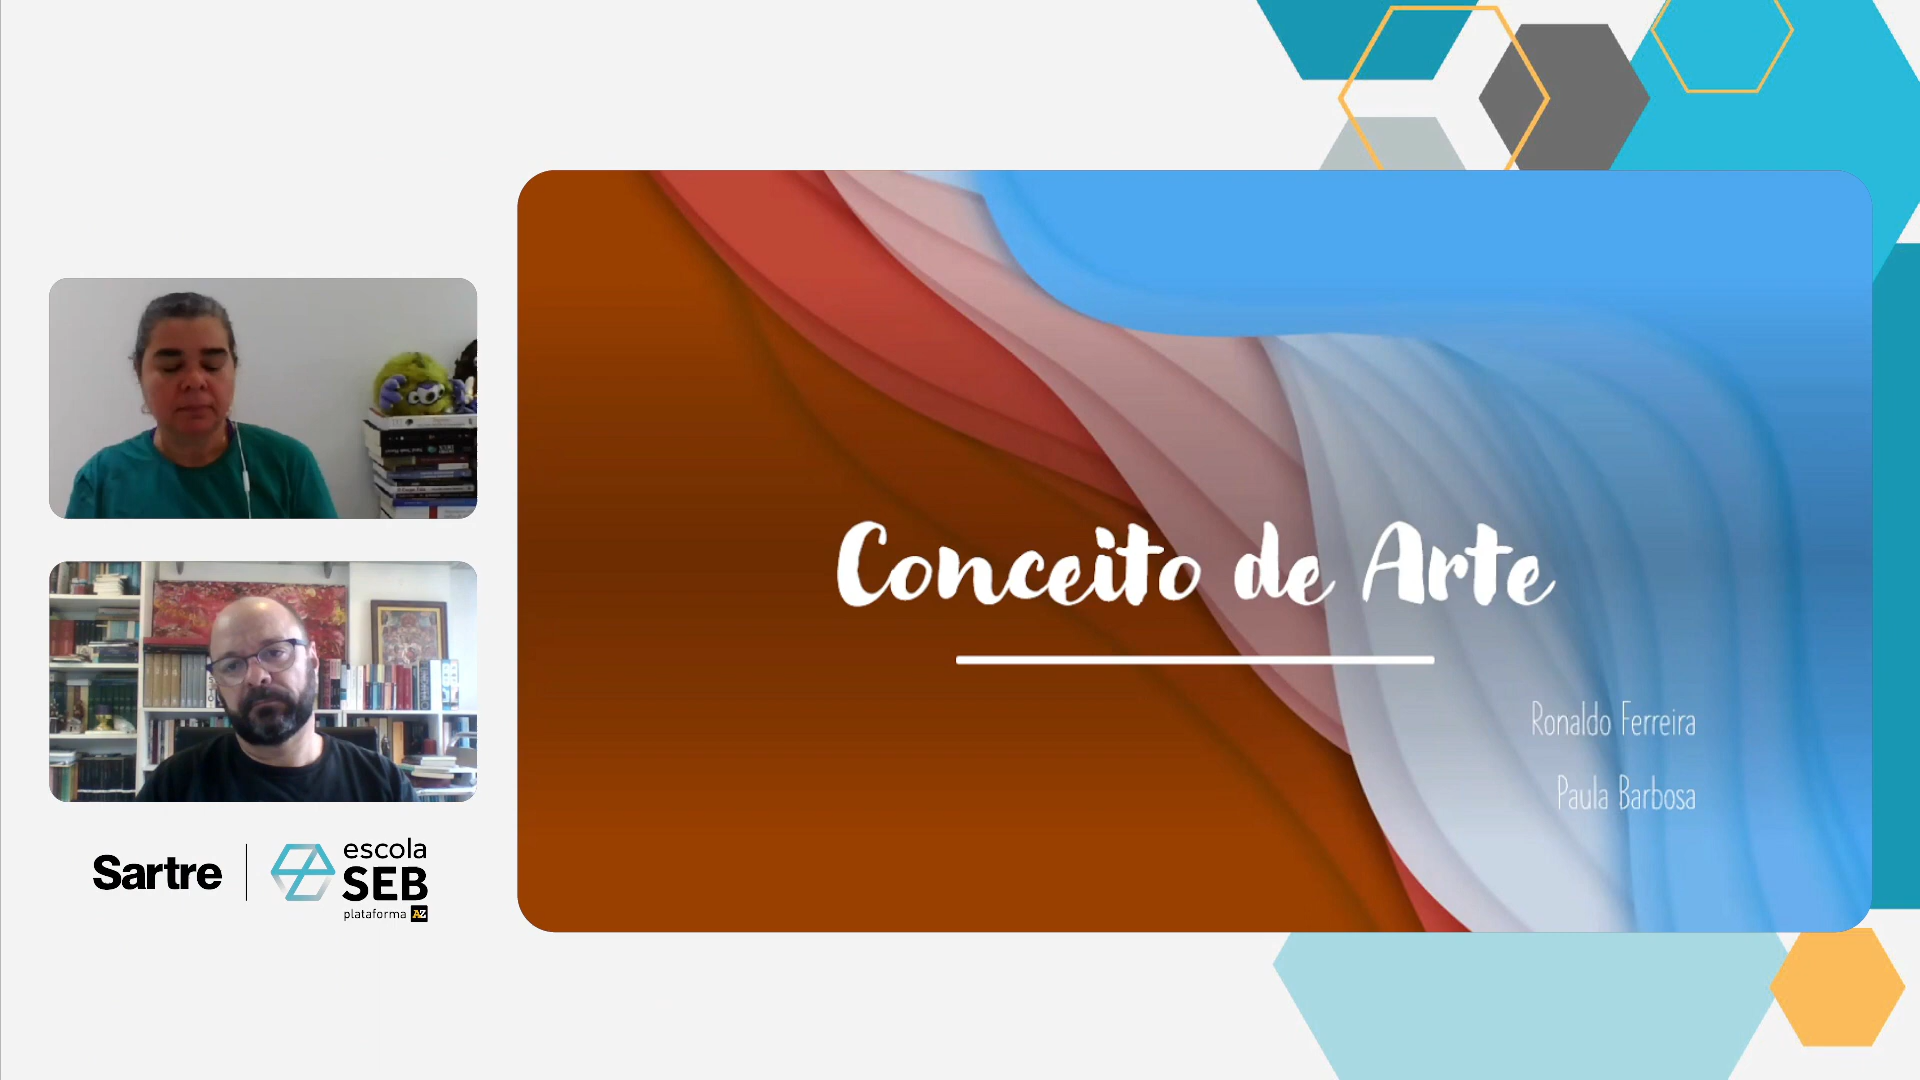 Conceito de Arte
Ronaldo Ferreira
Paula Barbosa
Sartre
escola
SEB
plataforma AZ